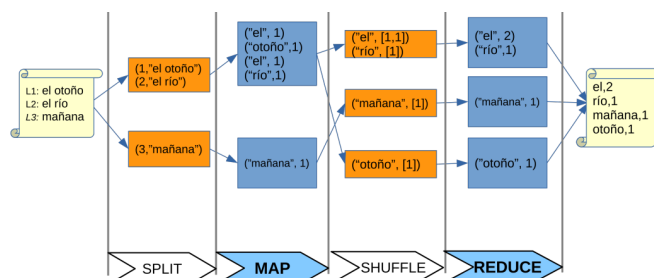 L1: el otoño
L2: el río
L3: mañana
(1,"el otoño")
(2,"el río")
(3,"mañana")
("el", 1)
("otoño",1)
("el", 1)
("río",1)
("mañana", 1)
("el", [1,1])
("río", [1])
("mañana", [1])
("otoño", [1])
("el", 2)
("río",1)
("mañana", 1)
("otoño", 1)
el,2
río,1
mañana,1
otoño,1
SPLIT
MAP
SHUFFLE
REDUCE